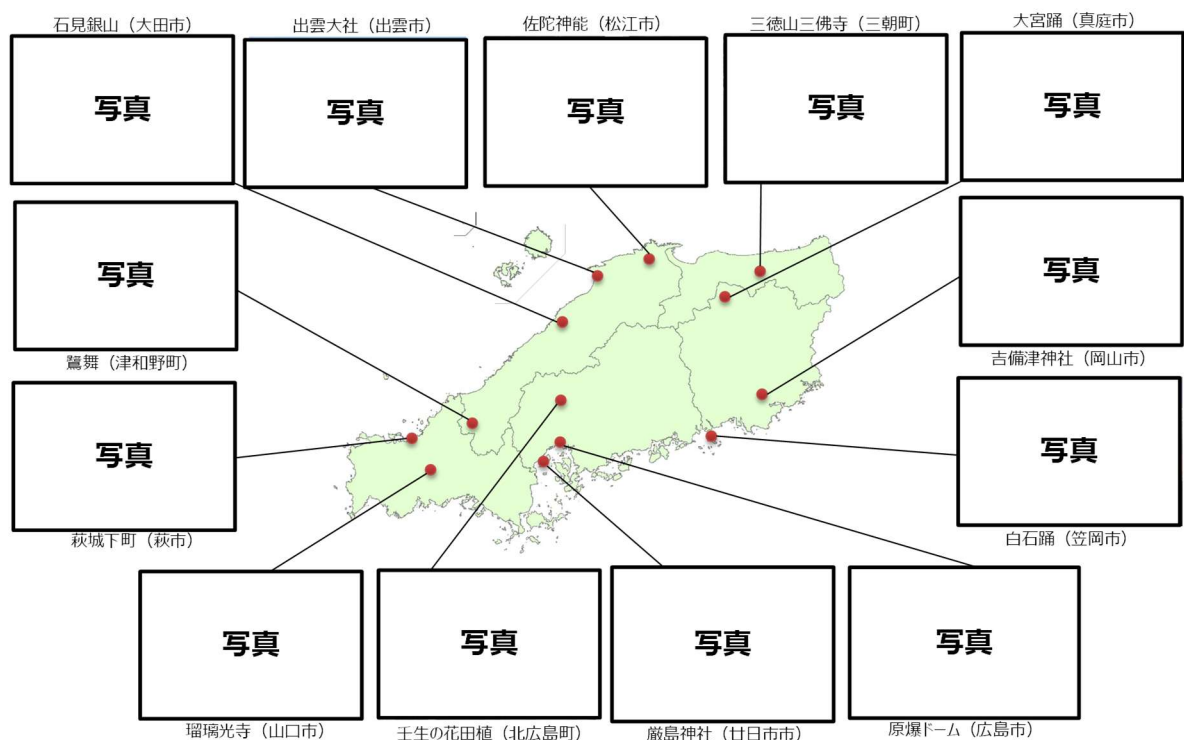 石見銀山（大田市）
出雲大社（出雲市）
佐陀神能（松江市）
三徳山三佛寺（三朝町）
大宮踊（真庭市）
写真
写真
写真
写真
写真
写真
鷺舞（津和野町）
写真
吉備津神社（岡山市）
写真
萩城下町（萩市）
写真
白石踊（笠岡市）
写真
写真
写真
写真
瑠璃光寺（山口市）
壬生の花田植（北広島町）
厳島神社（廿日市市）
原爆ドーム（広島市）